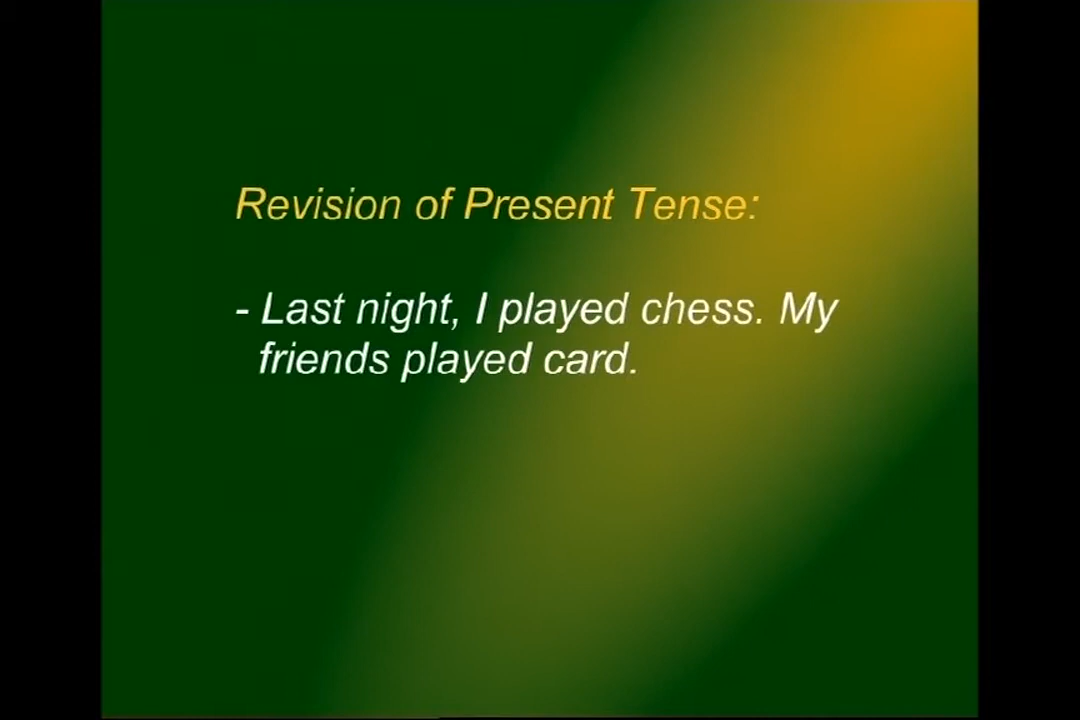 Revision of Present Tense:
- Last night, I played chess. My
friends played card.